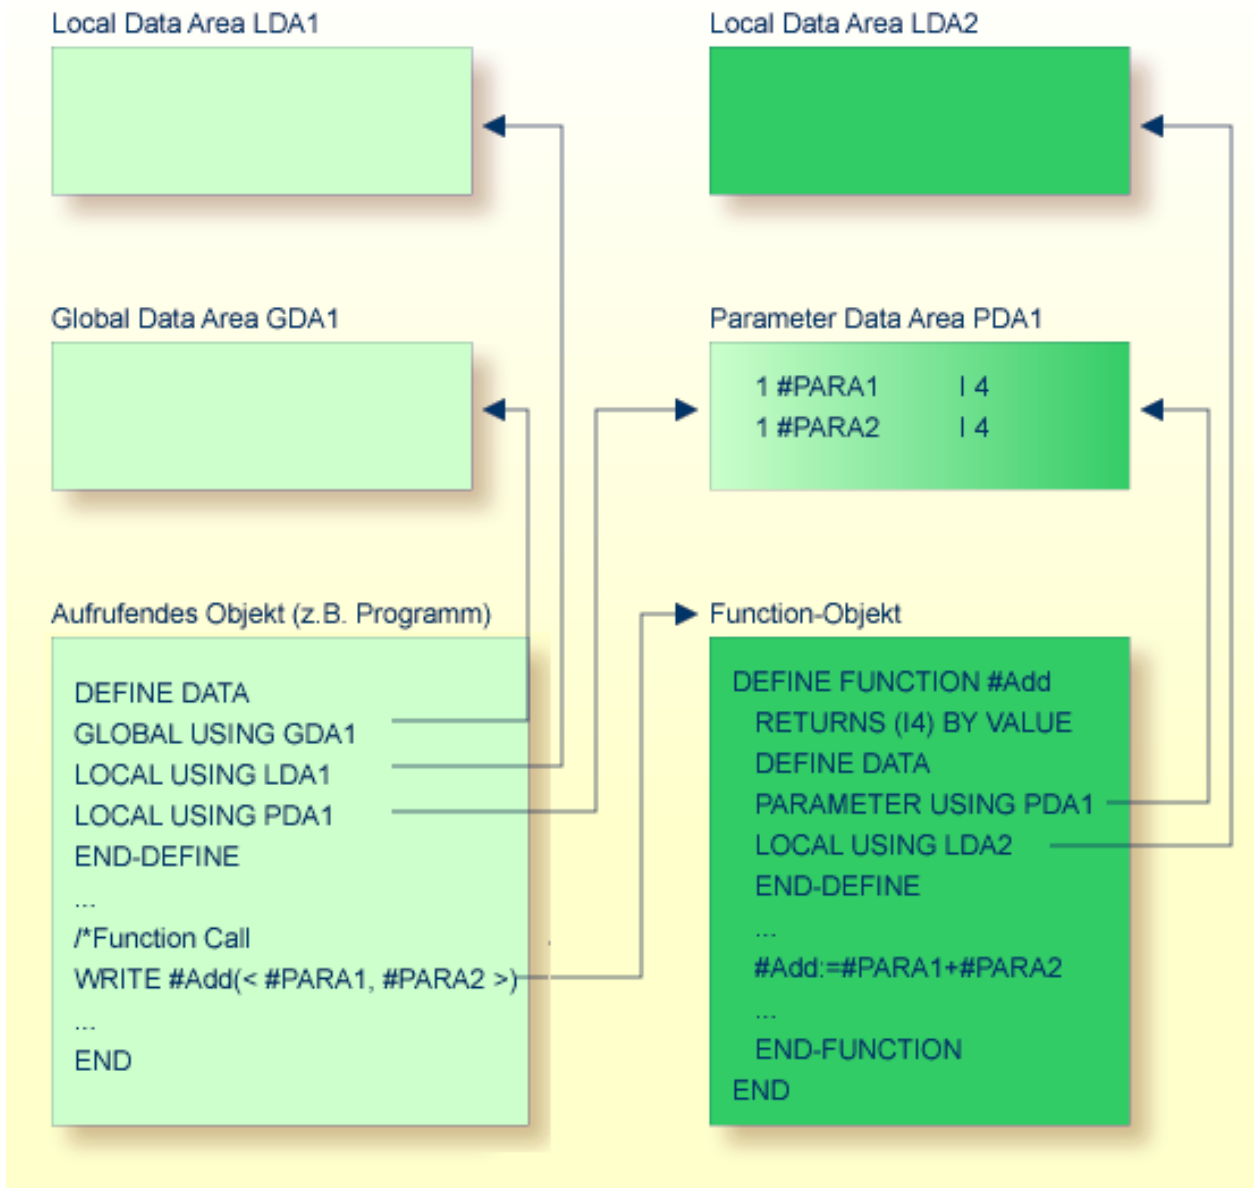 Local Data Area LDA1
Local Data Area LDA2
Global Data Area GDA1
Parameter Data Area PDA1
1 #PARA1 I 4
1 #PARA2 I 4
Aufrufendes Objekt (z.B. Programm)
DEFINE DATA
GLOBAL USING GDA1
LOCAL USING LDA1
LOCAL USING PDA1
END-DEFINE
...
/*Function Call
WRITE #Add(< #PARA1, #PARA2 >)
...
END
Function-Objekt
DEFINE FUNCTION #Add
RETURNS (I4) BY VALUE
DEFINE DATA
PARAMETER USING PDA1
LOCAL USING LDA2
END-DEFINE
...
#Add:=#PARA1+#PARA2
...
END-FUNCTION
END